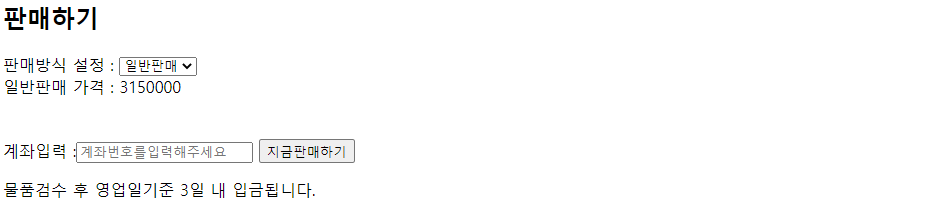 판매하기
판매방식 설정 : 일반판매
일반판매 가격 : 3150000
계좌입력 :계좌번호를입력해주세요 지금판매하기
물품검수 후 영업일기준 3일 내 입금됩니다.